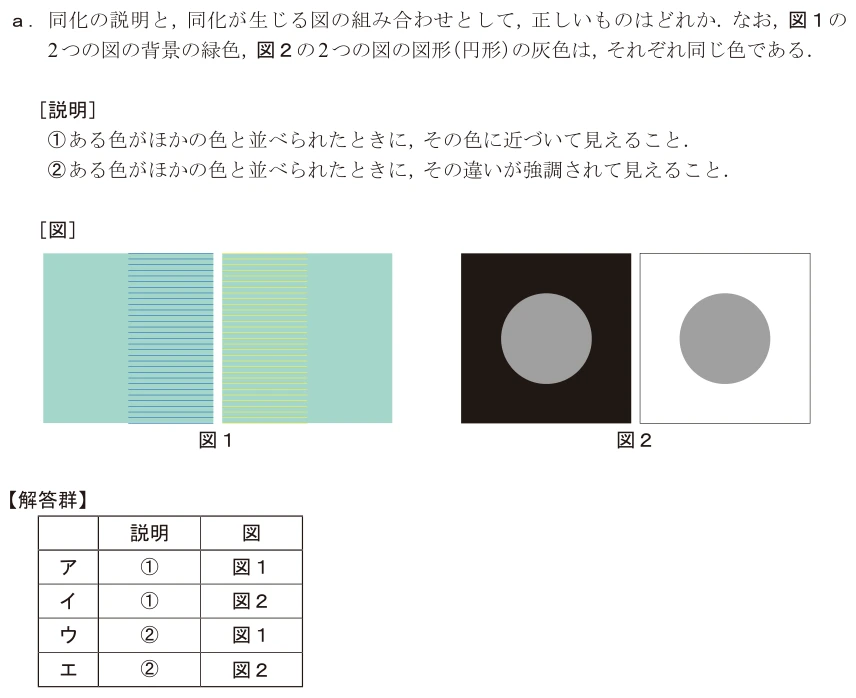 a. 同化の説明と, 同化が生じる図の組み合わせとして, 正しいものはどれか. なお, 図1の
2つの図の背景の緑色, 図2の2つの図の図形(円形)の灰色は, それぞれ同じ色である.
[説明]
①ある色がほかの色と並べられたときに, その色に近づいて見えること.
②ある色がほかの色と並べられたときに, その違いが強調されて見えること.
[図]
図1 図2
【解答群】
説明 図
ア ① 図1
イ ① 図2
ウ ② 図1
エ ② 図2